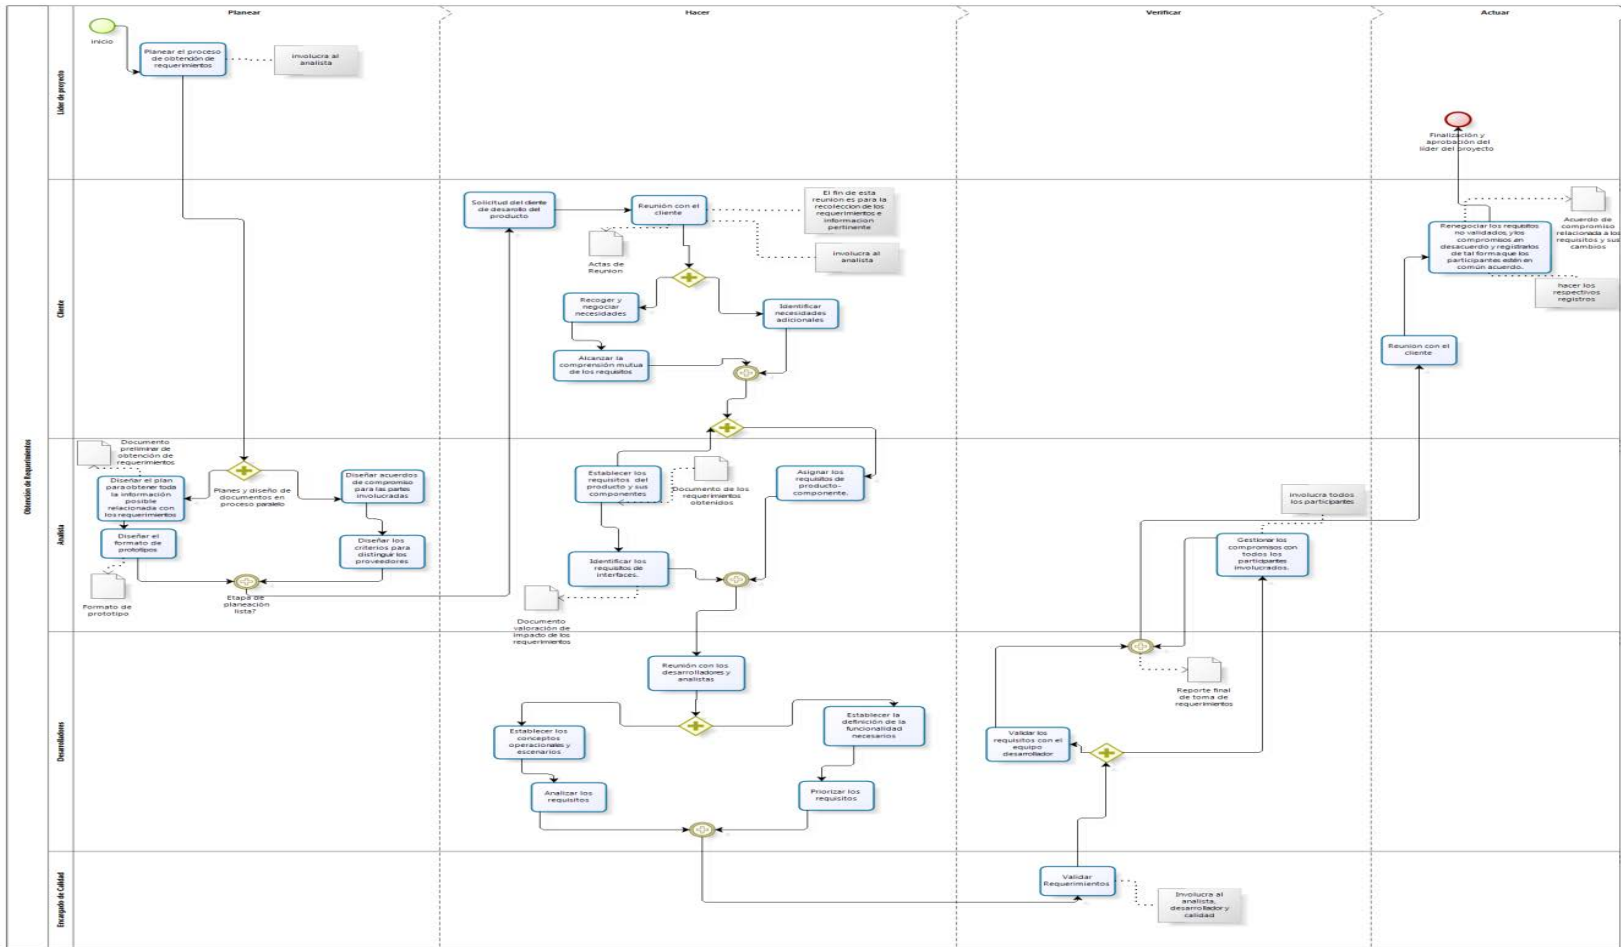 Planear
Hacer
Verificar
Actuar
Obtención de Requerimientos
Líder de proyecto
inicio
Planear el proceso
de obtención de
requerimientos
involucra al
analista
Finalización y
aprobación del
líder del proyecto
Cliente
Solicitud del cliente
de desarrollo del
producto
Reunión con el
cliente
El fin de esta
reunion es para la
recoleccion de los
requerimientos e
informacion
pertinente
involucra al
analista
Actas de
Reunion
Recoger y
negociar
necesidades
Identificar
necesidades
adicionales
Alcanzar la
comprensión mutua
de los requisitos
Acuerdo de
compromiso
relacionada a los
requisitos y sus
cambios
Renegociar los requisitos
no validados, y los
compromisos en
desacuerdo y registrarlos
de tal forma que los
participantes estén en
común acuerdo.
hacer los
respectivos
registros
Reunion con el
cliente
Analista
Documento
preliminar de
obtención de
requerimientos
Diseñar el plan
para obtener toda
la información
posible
relacionada con
los requerimientos
Planes y diseño de
documentos en
proceso paralelo
Diseñar acuerdos
de compromiso
para las partes
involucradas
Diseñar el
formato de
prototipos
Diseñar los
criterios para
distinguir los
proveedores
Formato de
prototipo
Etapa de
planeación
lista?
Establecer los
requisitos del
producto y sus
componentes
Documento de los
requerimientos
obtenidos
Asignar los
requisitos de
producto-
componente.
Identificar los
requisitos de
interfaces.
Documento
valoración de
impacto de los
requerimientos
involucra todos
los participantes
Gestionar los
compromisos con
todos los
participantes
involucrados.
Desarrolladores
Reunión con los
desarrolladores y
analistas
Establecer los
conceptos
operacionales y
escenarios
Establecer la
definición de la
funcionalidad
necesarios
Analizar los
requisitos
Priorizar los
requisitos
Reporte final
de toma de
requerimientos
Validar los
requisitos con el
equipo
desarrollador
Encargado de Calidad
Validar
Requerimientos
Involucra al
analista,
desarrollador y
calidad